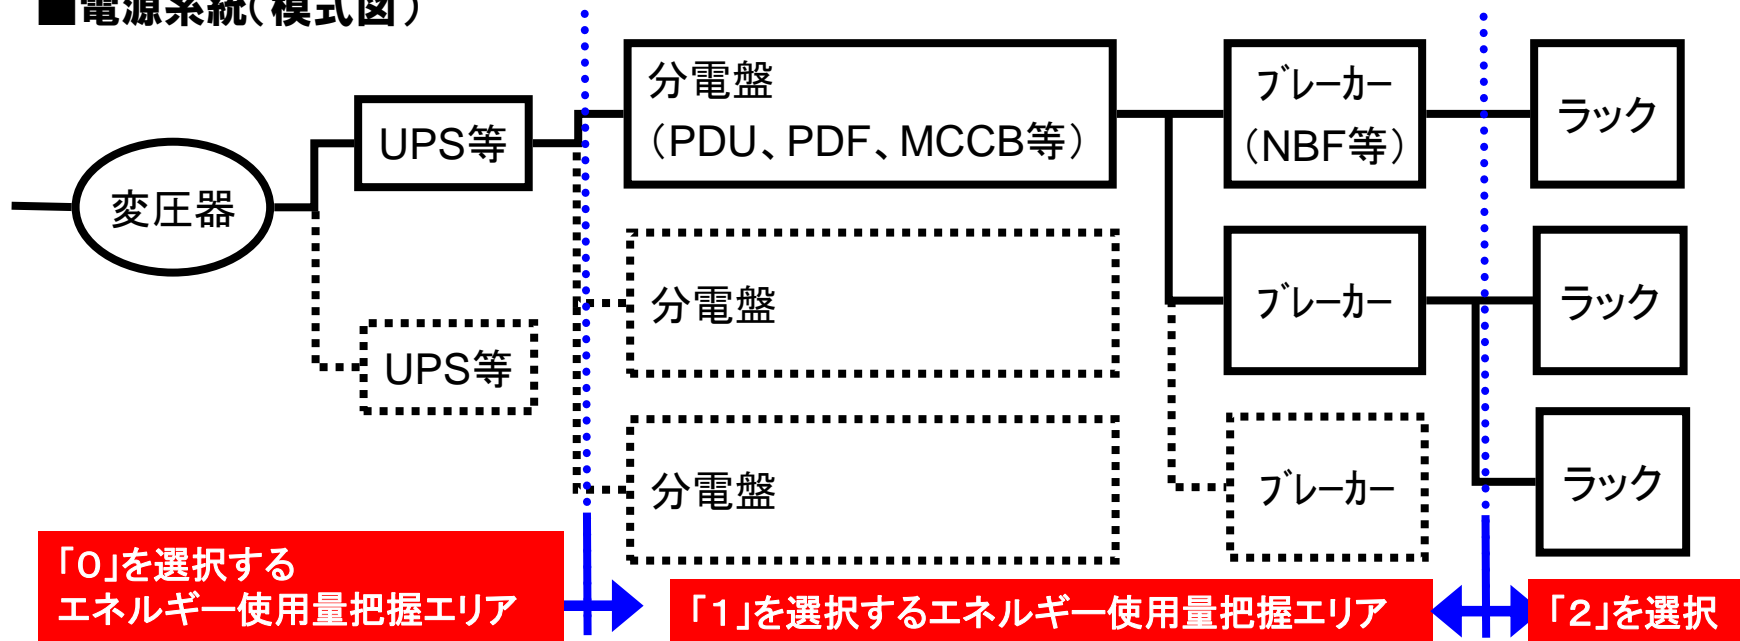 ■電源系統(模式図)
分電盤
(PDU、PDF、MCCB等)
ブレーカー
(NBF等)
ラック
UPS等
変圧器
分電盤
ブレーカー
ラック
UPS等
分電盤
ブレーカー
ラック
「0」を選択する
エネルギー使用量把握エリア
「1」を選択するエネルギー使用量把握エリア
「2」を選択